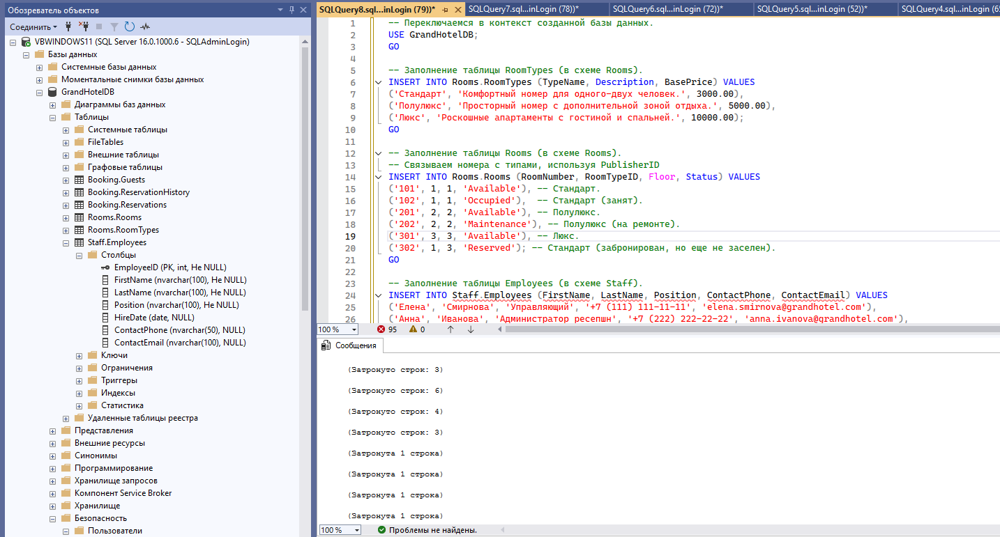 Обозреватель объектов
Соединить
VBWINDOWS11 (SQL Server 16.0.1000.6 - SQLAdminLogin)
Базы данных
Системные базы данных
Моментальные снимки базы данных
GrandHotelDB
Диаграммы баз данных
Таблицы
Системные таблицы
FileTables
Внешние таблицы
Графовые таблицы
Booking.Guests
Booking.ReservationHistory
Booking.Reservations
Rooms.Rooms
Rooms.RoomTypes
Staff.Employees
Столбцы
EmployeeID (PK, int, Не NULL)
FirstName (nvarchar(100), Не NULL)
LastName (nvarchar(100), Не NULL)
Position (nvarchar(100), Не NULL)
HireDate (date, NULL)
ContactPhone (nvarchar(50), NULL)
ContactEmail (nvarchar(100), NULL)
Ключи
Ограничения
Триггеры
Индексы
Статистика
Удаленные таблицы реестра
Представления
Внешние ресурсы
Синонимы
Программирование
Хранилище запросов
Компонент Service Broker
Хранилище
Безопасность
Пользователи
SQLQuery8.sql...inLogin (79))* SQLQuery7.sql...inLogin (78))* SQLQuery6.sql...inLogin (72))* SQLQuery5.sql...inLogin (52))* SQLQuery4.sql...inLogin (65
1 -- Переключаемся в контекст созданной базы данных.
2 USE GrandHotelDB;
3 GO
4
5 -- Заполнение таблицы RoomTypes (в схеме Rooms).
6 INSERT INTO Rooms.RoomTypes (TypeName, Description, BasePrice) VALUES
7 ('Стандарт', 'Комфортный номер для одного-двух человек.', 3000.00),
8 ('Полулюкс', 'Просторный номер с дополнительной зоной отдыха.', 5000.00),
9 ('Люкс', 'Роскошные апартаменты с гостиной и спальней.', 10000.00);
10 GO
11
12 -- Заполнение таблицы Rooms (в схеме Rooms).
13 -- Связываем номера с типами, используя PublisherID
14 INSERT INTO Rooms.Rooms (RoomNumber, RoomTypeID, Floor, Status) VALUES
15 ('101', 1, 1, 'Available'), -- Стандарт.
16 ('102', 1, 1, 'Occupied'),  -- Стандарт (занят).
17 ('201', 2, 2, 'Available'), -- Полулюкс.
18 ('202', 2, 2, 'Maintenance'), -- Полулюкс (на ремонте).
19 ('301', 3, 3, 'Available'), -- Люкс.
20 ('302', 1, 3, 'Reserved'); -- Стандарт (забронирован, но еще не заселен).
21 GO
22
23 -- Заполнение таблицы Employees (в схеме Staff).
24 INSERT INTO Staff.Employees (FirstName, LastName, Position, ContactPhone, ContactEmail) VALUES
25 ('Елена', 'Смирнова', 'Управляющий', '+7 (111) 111-11-11', 'elena.smirnova@grandhotel.com'),
26 ('Анна', 'Иванова', 'Администратор ресепшн', '+7 (222) 222-22-22', 'anna.ivanova@grandhotel.com'),
100 % 95 0
Сообщения
(Затронуто строк: 3)
(Затронуто строк: 6)
(Затронуто строк: 4)
(Затронуто строк: 3)
(Затронута 1 строка)
(Затронута 1 строка)
(Затронута 1 строка)
(Затронута 1 строка)
100 % Проблемы не найдены.